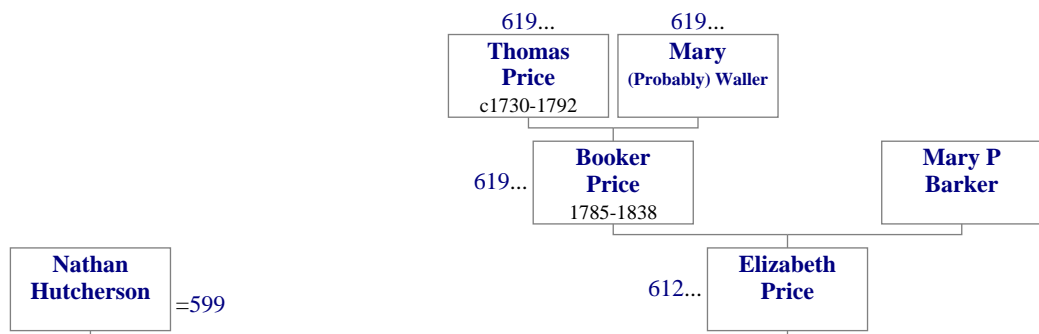 619...
619...
Thomas
Price
c1730-1792
Mary
(Probably) Waller
619...
Booker
Price
1785-1838
Mary P
Barker
Nathan
Hutcherson
=599
612...
Elizabeth
Price